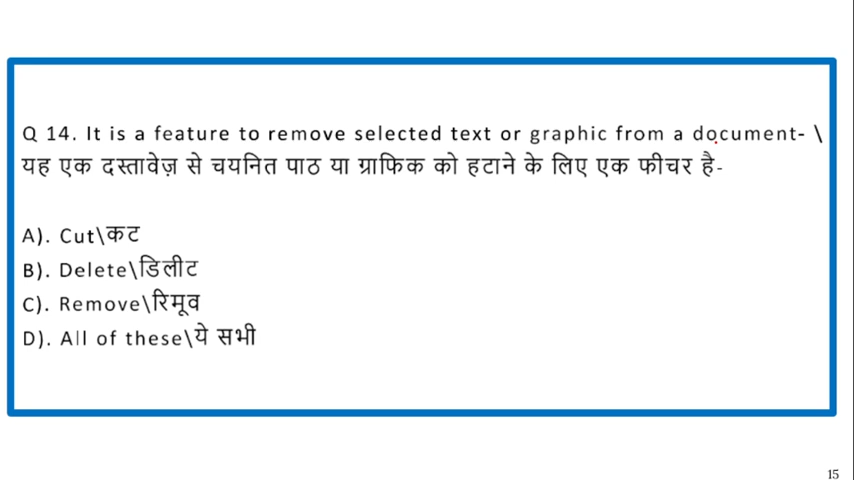 Q 14. It is a feature to remove selected text or graphic from a document- \
यह एक दस्तावेज़ से चयनित पाठ या ग्राफिक को हटाने के लिए एक फीचर है-
A). Cut\कट
B). Delete\डिलीट
C). Remove\रिमूव
D). All of these\ये सभी
15